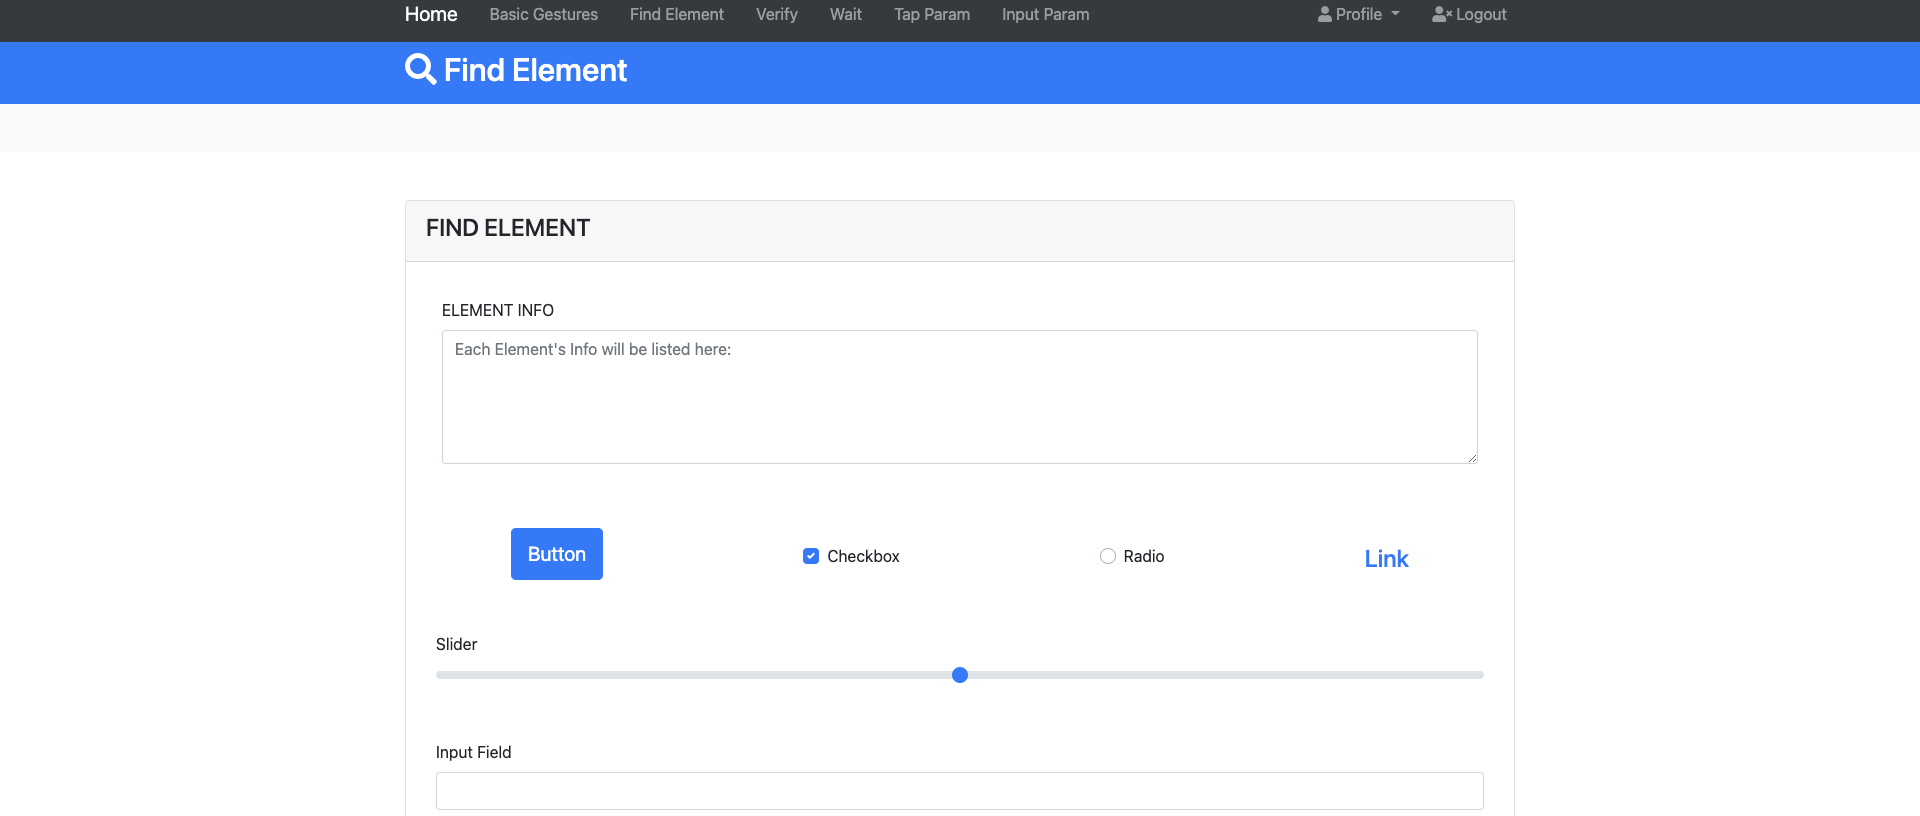 Home Basic Gestures Find Element Verify Wait Tap Param Input Param Profile Logout
Find Element
FIND ELEMENT
ELEMENT INFO
Each Element's Info will be listed here:
Button Checkbox Radio Link
Slider
Input Field